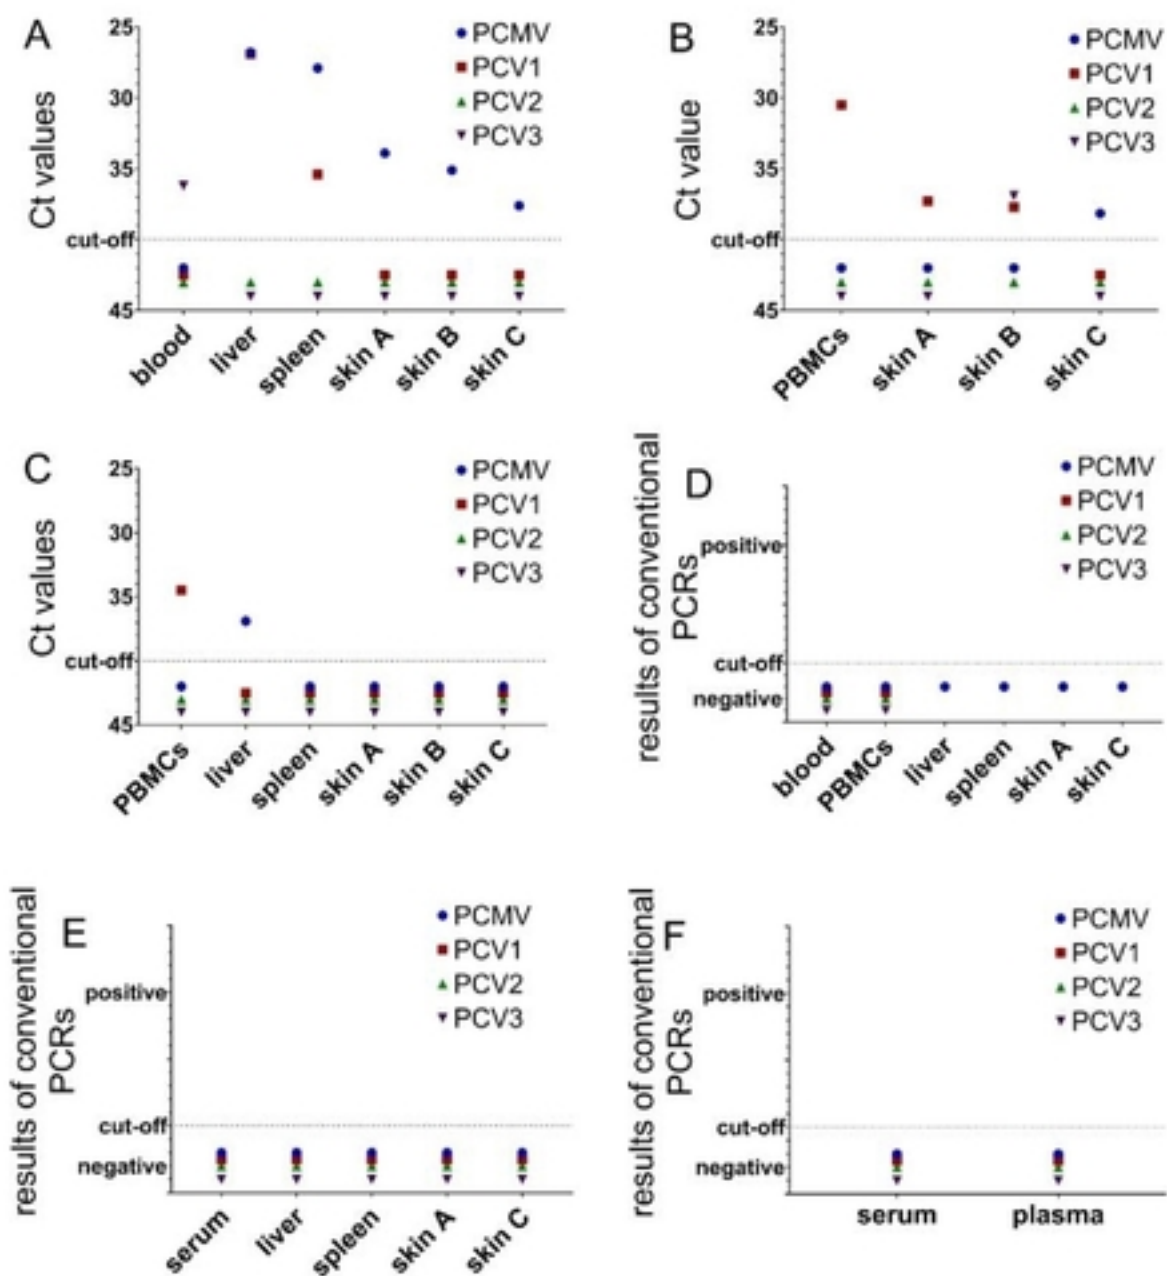 A
Ct values
25
30
35
cut-off
45
PCMV
PCV1
PCV2
PCV3
blood
liver
spleen
skin A
skin B
skin C
B
Ct value
25
30
35
cut-off
45
PCMV
PCV1
PCV2
PCV3
PBMCs
skin A
skin B
skin C
C
Ct values
25
30
35
cut-off
45
PCMV
PCV1
PCV2
PCV3
PBMCs
liver
spleen
skin A
skin B
skin C
D
results of conventional
PCRs
positive
cut-off
negative
PCMV
PCV1
PCV2
PCV3
blood
PBMCs
liver
spleen
skin A
skin C
E
results of conventional
PCRs
positive
cut-off
negative
PCMV
PCV1
PCV2
PCV3
serum
liver
spleen
skin A
skin C
F
results of conventional
PCRs
positive
cut-off
negative
PCMV
PCV1
PCV2
PCV3
serum
plasma